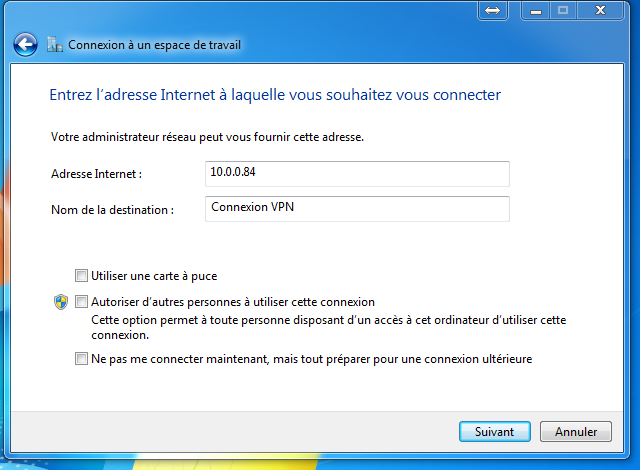 Connexion à un espace de travail
Entrez l'adresse Internet à laquelle vous souhaitez vous connecter
Votre administrateur réseau peut vous fournir cette adresse.
Adresse Internet : 10.0.0.84
Nom de la destination : Connexion VPN
Utiliser une carte à puce
Autoriser d'autres personnes à utiliser cette connexion
Cette option permet à toute personne disposant d'un accès à cet ordinateur d'utiliser cette
connexion.
Ne pas me connecter maintenant, mais tout préparer pour une connexion ultérieure
Suivant Annuler